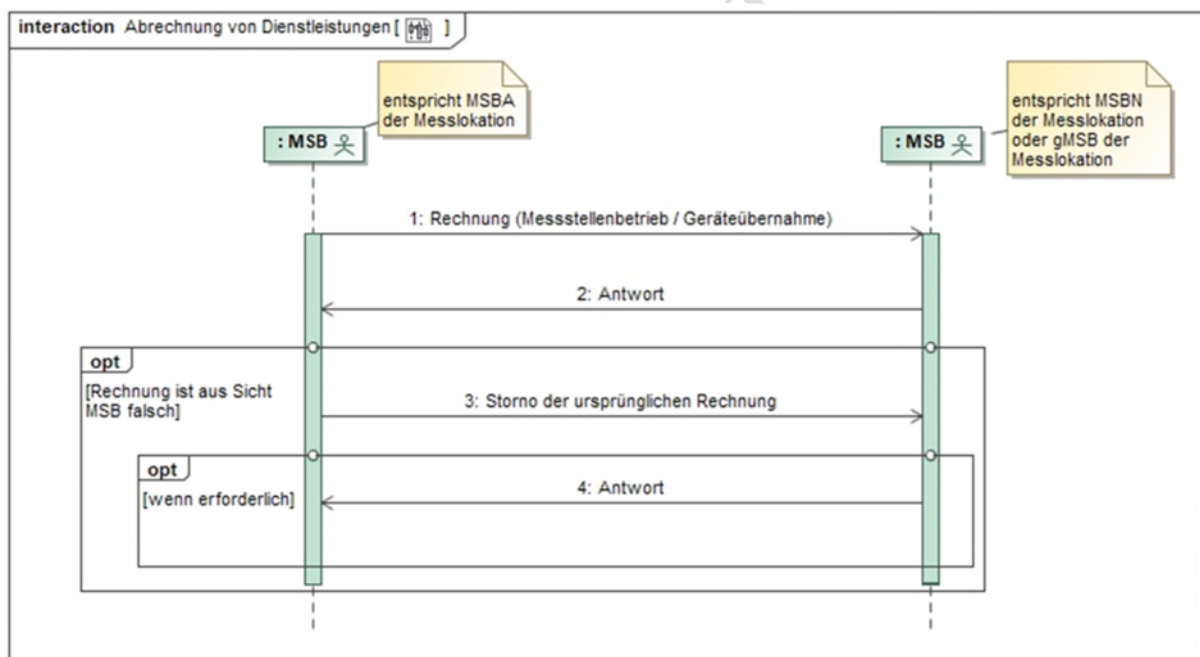 interaction Abrechnung von Dienstleistungen [ ]
entspricht MSBA
der Messlokation
entspricht MSBN
der Messlokation
oder gMSB der
Messlokation
: MSB
: MSB
1: Rechnung (Messstellenbetrieb / Geräteübernahme)
2: Antwort
opt
[Rechnung ist aus Sicht
MSB falsch]
3: Storno der ursprünglichen Rechnung
opt
[wenn erforderlich]
4: Antwort